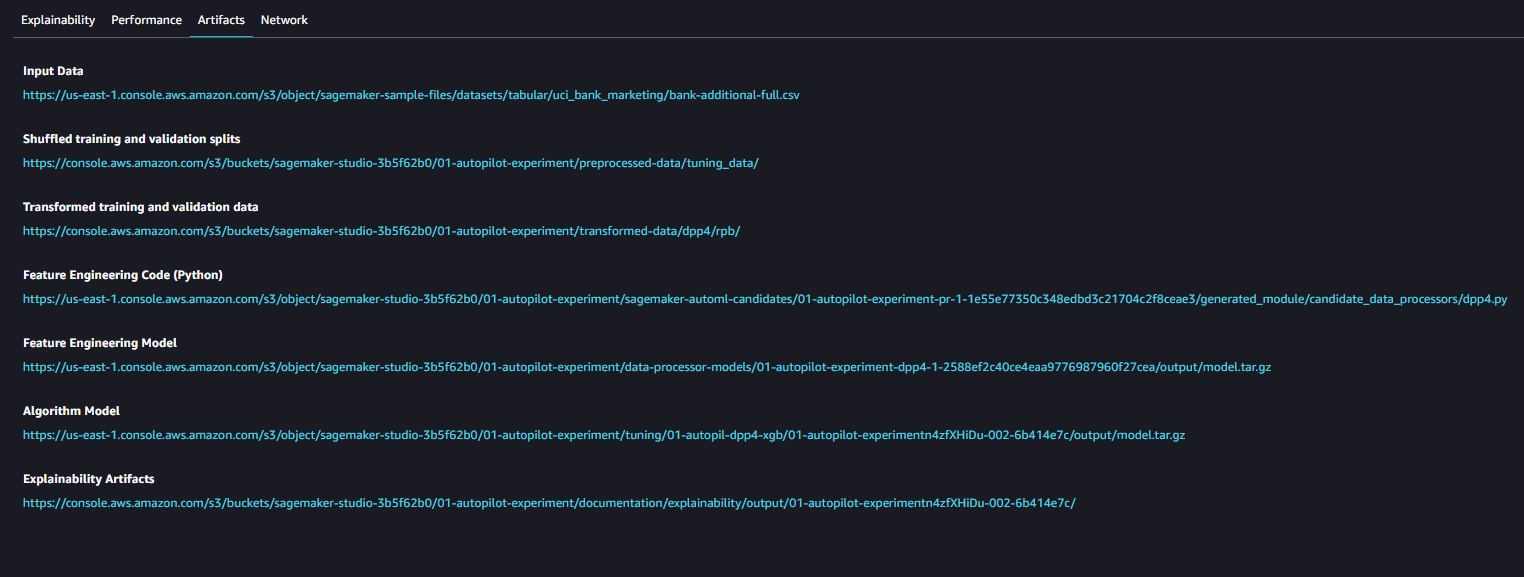 Explainability Performance Artifacts Network
Input Data
https://us-east-1.console.aws.amazon.com/s3/object/sagemaker-sample-files/datasets/tabular/uci_bank_marketing/bank-additional-full.csv
Shuffled training and validation splits
https://console.aws.amazon.com/s3/buckets/sagemaker-studio-3b5f62b0/01-autopilot-experiment/preprocessed-data/tuning_data/
Transformed training and validation data
https://console.aws.amazon.com/s3/buckets/sagemaker-studio-3b5f62b0/01-autopilot-experiment/transformed-data/dpp4/rpb/
Feature Engineering Code (Python)
https://us-east-1.console.aws.amazon.com/s3/object/sagemaker-studio-3b5f62b0/01-autopilot-experiment/sagemaker-automl-candidates/01-autopilot-experiment-pr-1-1e55e77350c348edbd3c21704c2f8ceae3/generated_module/candidate_data_processors/dpp4.py
Feature Engineering Model
https://us-east-1.console.aws.amazon.com/s3/object/sagemaker-studio-3b5f62b0/01-autopilot-experiment/data-processor-models/01-autopilot-experiment-dpp4-1-2588ef2c40ce4eaa9776987960f27cea/output/model.tar.gz
Algorithm Model
https://us-east-1.console.aws.amazon.com/s3/object/sagemaker-studio-3b5f62b0/01-autopilot-experiment/tuning/01-autopil-dpp4-xgb/01-autopilot-experimentn4zfXHiDu-002-6b414e7c/output/model.tar.gz
Explainability Artifacts
https://console.aws.amazon.com/s3/buckets/sagemaker-studio-3b5f62b0/01-autopilot-experiment/documentation/explainability/output/01-autopilot-experimentn4zfXHiDu-002-6b414e7c/